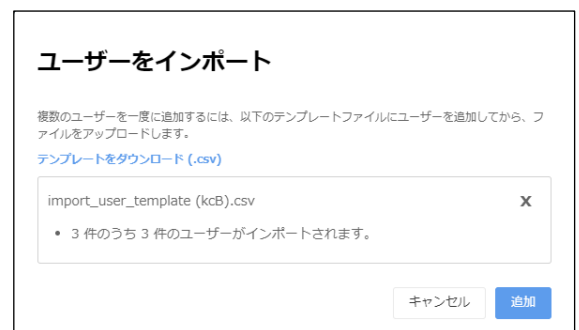 ユーザーをインポート
複数のユーザーを一度に追加するには、以下のテンプレートファイルにユーザーを追加してから、フ
ァイルをアップロードします。
テンプレートをダウンロード (.csv)
import_user_template (kcB).csv X
• 3 件のうち 3 件のユーザーがインポートされます。
キャンセル 追加